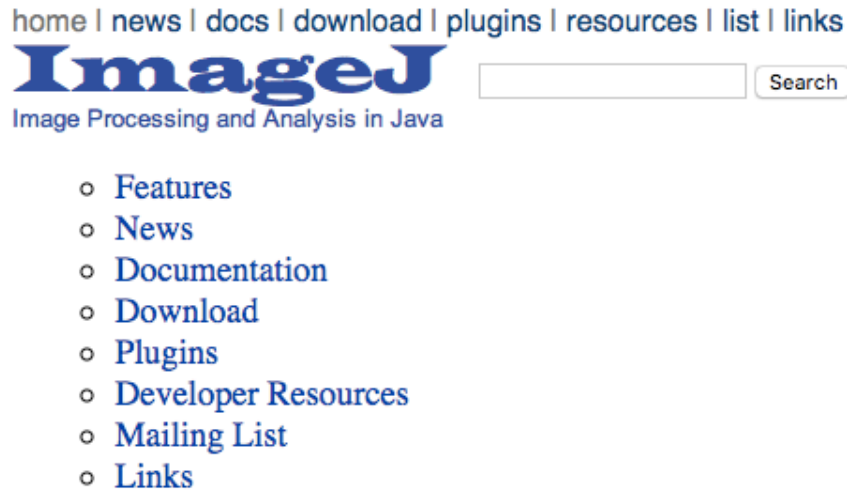 home | news | docs | download | plugins | resources | list | links
ImageJ
Search
Image Processing and Analysis in Java
Features
News
Documentation
Download
Plugins
Developer Resources
Mailing List
Links